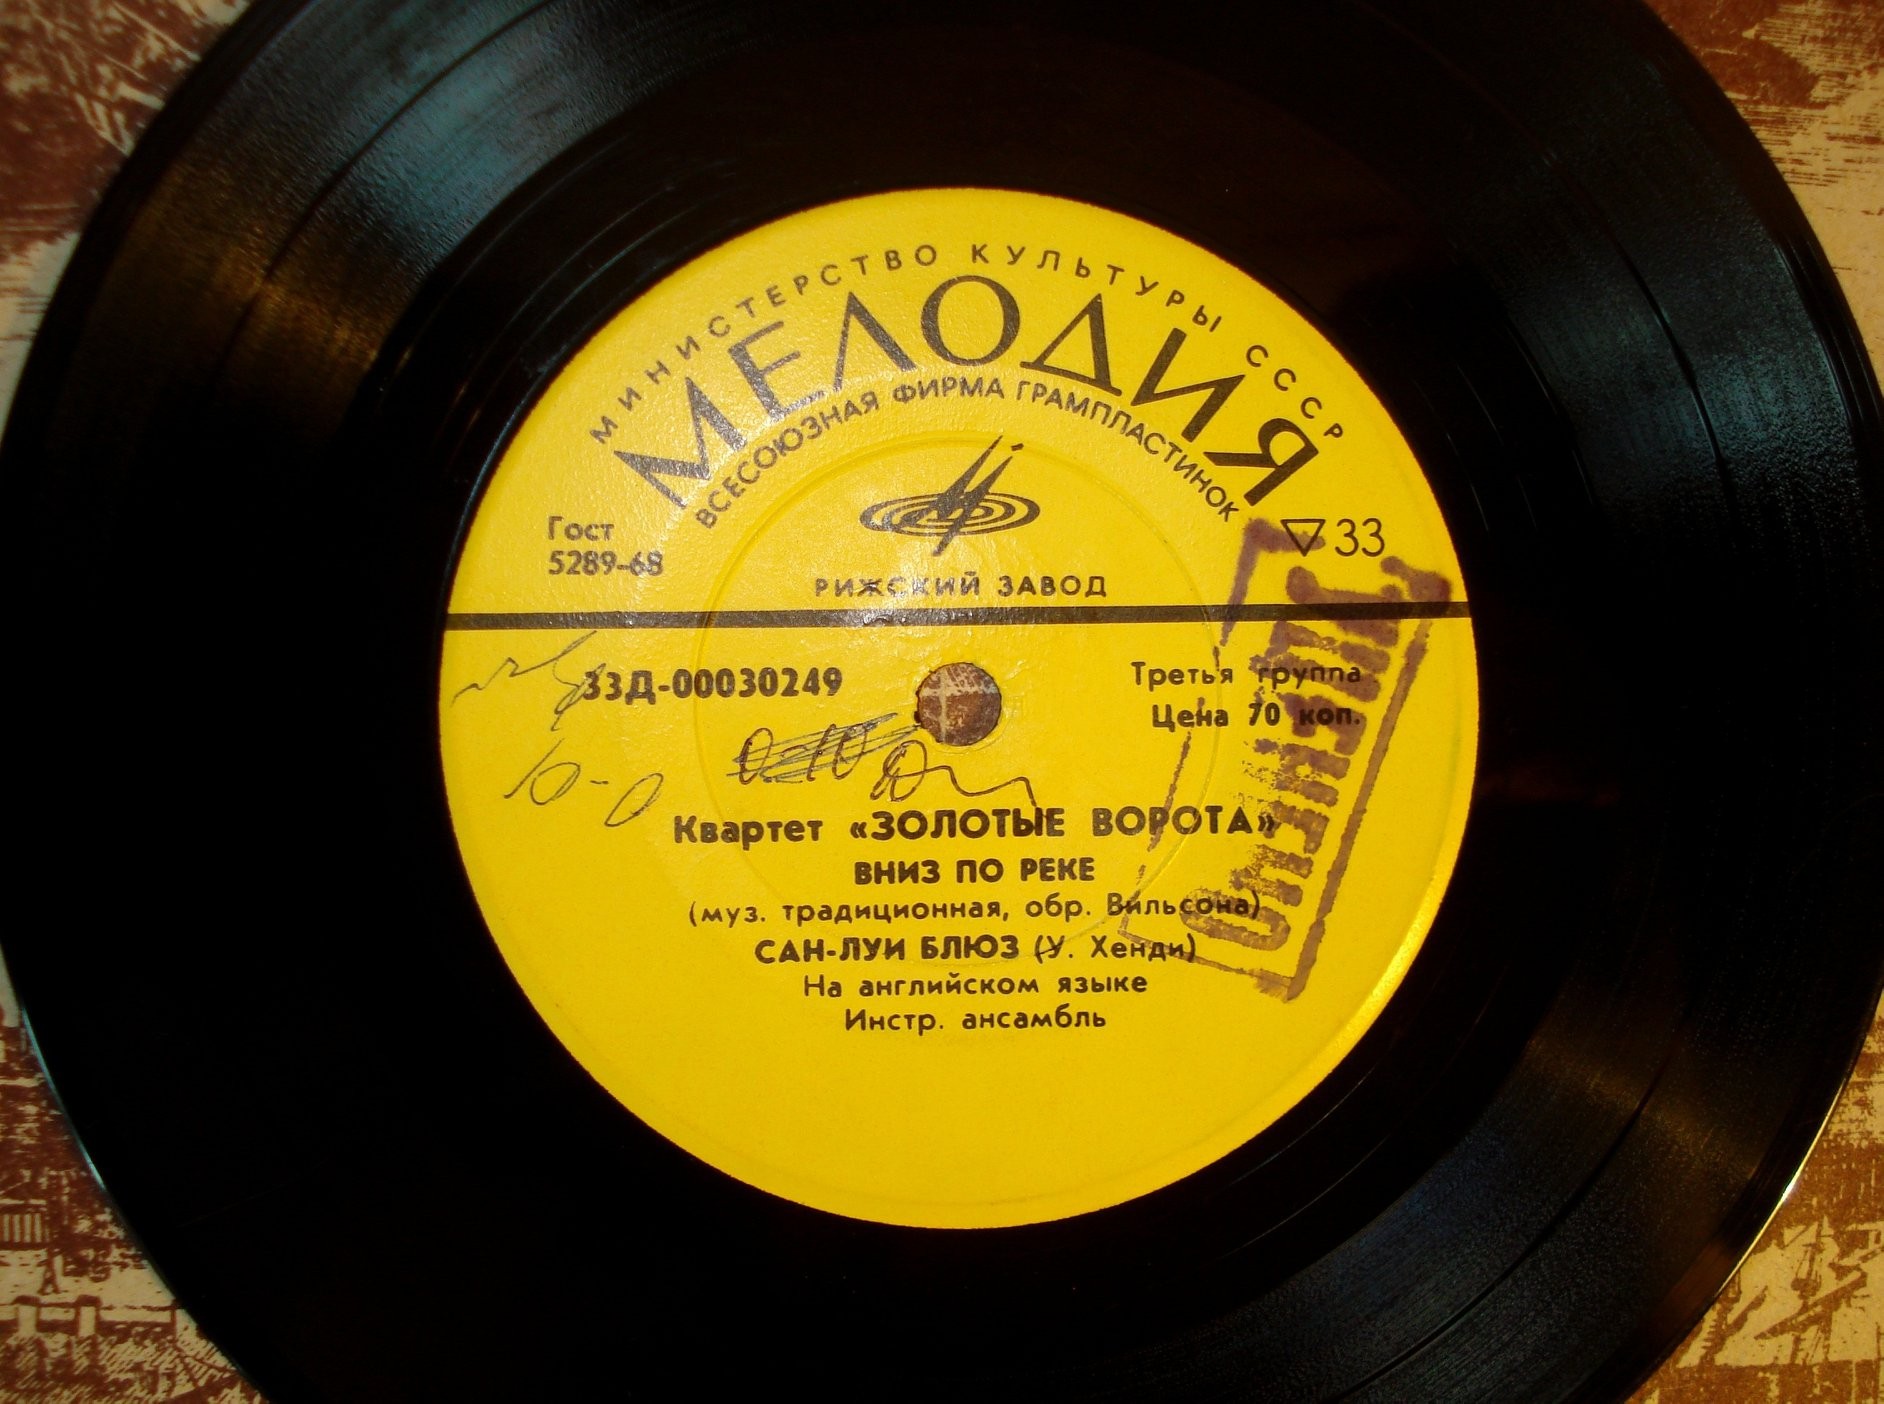 МИНИСТЕРСТВО КУЛЬТУРЫ СССР
МЕЛОДИЯ
ВСЕСОЮЗНАЯ ФИРМА ГРАМПЛАСТИНОК
Гост
5289-68
33
РИЖСКИЙ ЗАВОД
33Д-00030249
Третья группа
Цена 70 коп.
Квартет «ЗОЛОТЫЕ ВОРОТА»
ВНИЗ ПО РЕКЕ
(муз. традиционная, обр. Вильсона)
САН-ЛУИ БЛЮЗ (У. Хенди)
На английском языке
Инстр. ансамбль